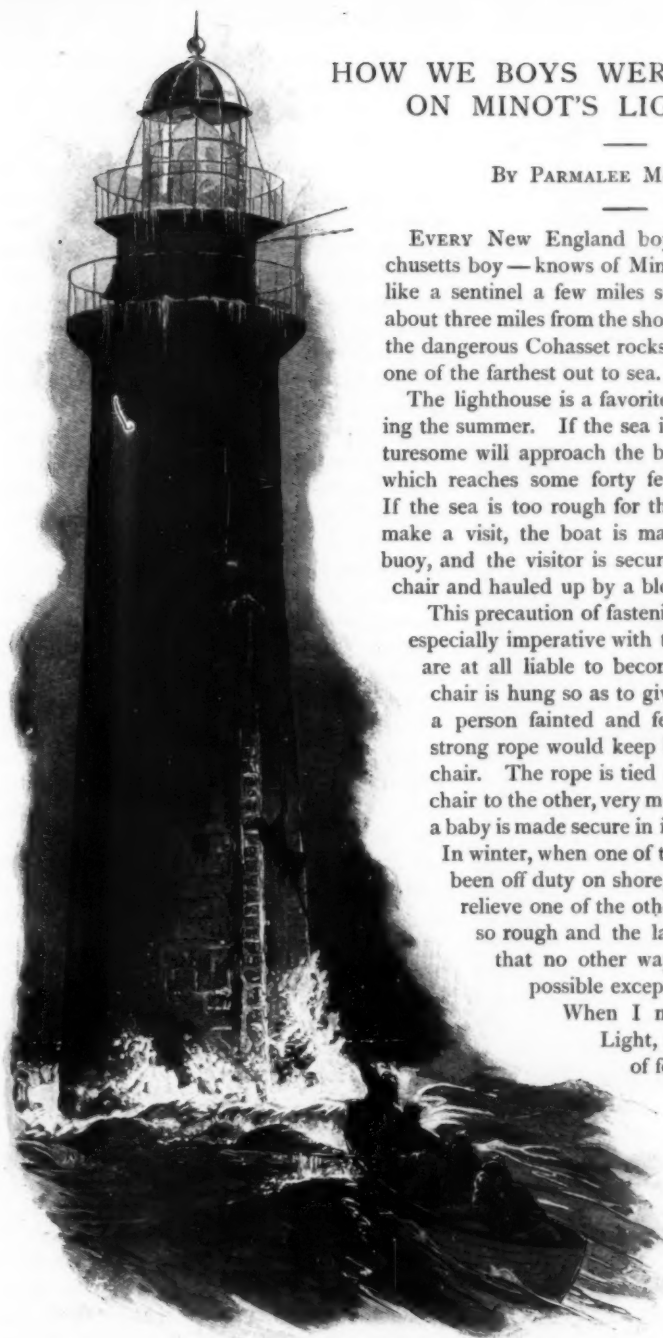 HOW WE BOYS WER
ON MINOT'S LIG
BY PARMALEE M
EVERY New England boy
chusetts boy—knows of Min
like a sentinel a few miles s
about three miles from the sho
the dangerous Cohasset rocks
one of the farthest out to sea.
The lighthouse is a favorite
ing the summer. If the sea i
turesome will approach the b
which reaches some forty fe
If the sea is too rough for th
make a visit, the boat is ma
buoy, and the visitor is secur
chair and hauled up by a blo
This precaution of fasteni
especially imperative with t
are at all liable to becom
chair is hung so as to giv
a person fainted and fe
strong rope would keep
chair. The rope is tied
chair to the other, very m
a baby is made secure in i
In winter, when one of t
been off duty on shore
relieve one of the oth
so rough and the la
that no other wa
possible excep
When I m
Light,
of fo